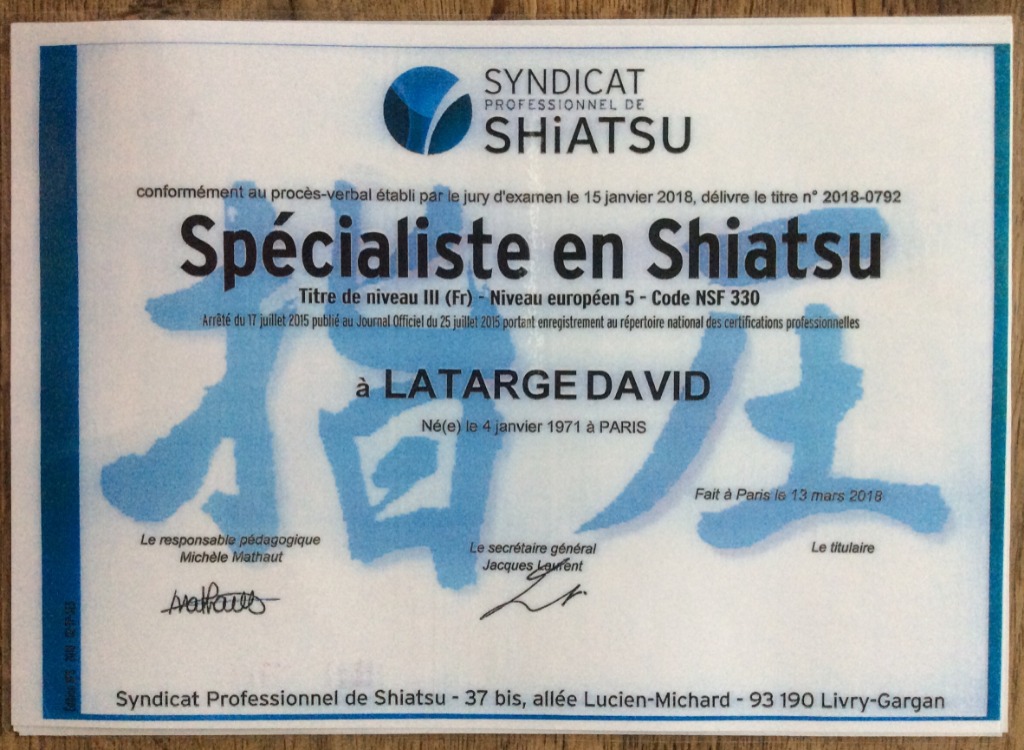 SYNDICAT
PROFESSIONNEL DE
SHiATSU
conformément au procès-verbal établi par le jury d'examen le 15 janvier 2018, délivre le titre n° 2018-0792
Spécialiste en Shiatsu
Titre de niveau III (Fr) - Niveau européen 5 - Code NSF 330
Arrêté du 17 juillet 2015 publié au Journal Officiel du 25 juillet 2015 portant enregistrement au répertoire national des certifications professionnelles
指圧
à LATARGE DAVID
Né(e) le 4 janvier 1971 à PARIS
Fait à Paris le 13 mars 2018
Le responsable pédagogique
Michèle Mathaut
Le secrétaire général
Jacques Laurent
Le titulaire
Syndicat Professionnel de Shiatsu - 37 bis, allée Lucien-Michard - 93 190 Livry-Gargan